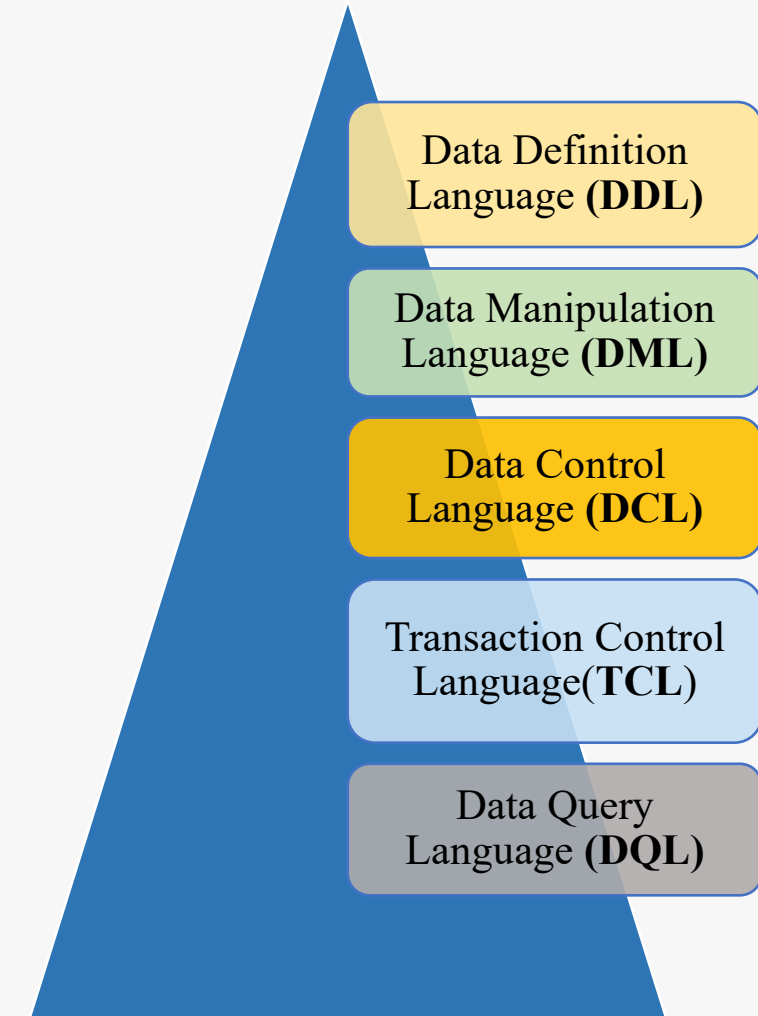 Data Definition
Language (DDL)
Data Manipulation
Language (DML)
Data Control
Language (DCL)
Transaction Control
Language(TCL)
Data Query
Language (DQL)